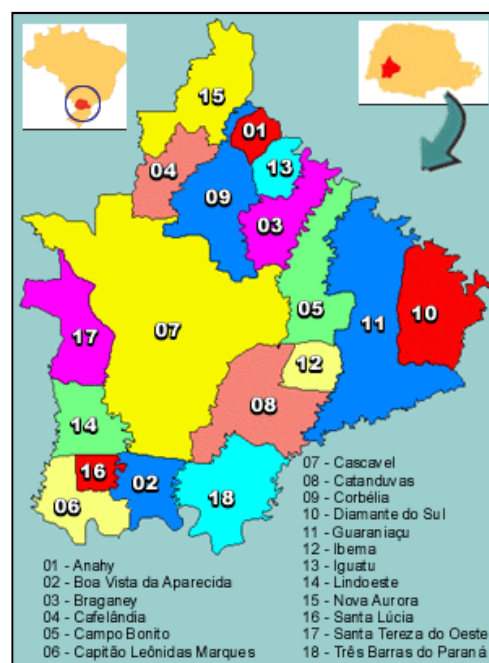 15
01
04
13
09
03
05
10
07
11
17
12
08
14
16
02
06
18
07 - Cascavel
08 - Catanduvas
09 - Corbélia
10 - Diamante do Sul
11 - Guaraniaçu
12 - Ibema
13 - Iguatu
14 - Lindoeste
15 - Nova Aurora
16 - Santa Lúcia
17 - Santa Tereza do Oeste
18 - Três Barras do Paraná
01 - Anahy
02 - Boa Vista da Aparecida
03 - Braganey
04 - Cafelândia
05 - Campo Bonito
06 - Capitão Leônidas Marques